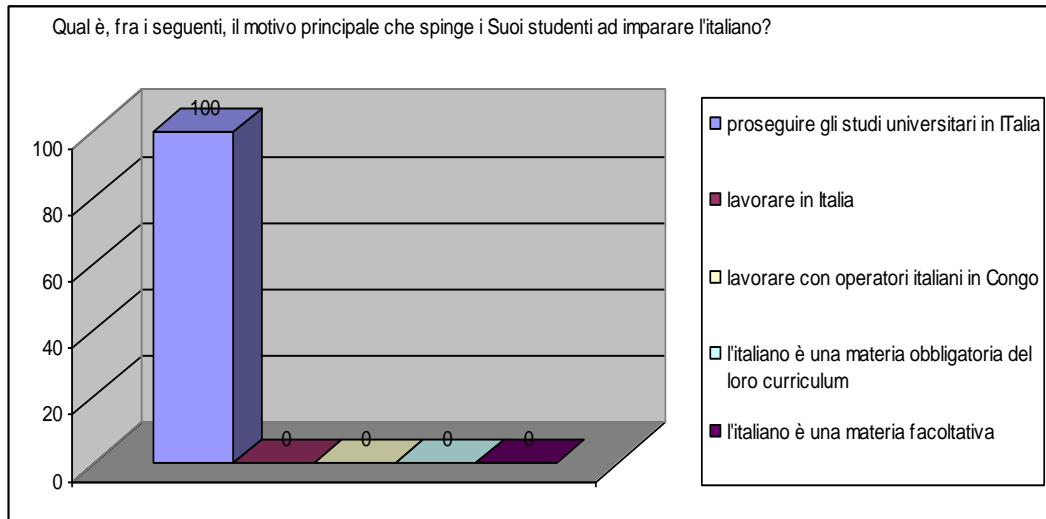 Qual è, fra i seguenti, il motivo principale che spinge i Suoi studenti ad imparare l'italiano?
100
100
80
60
40
20
0
0
0
0
0
proseguire gli studi universitari in ITalia
lavorare in Italia
lavorare con operatori italiani in Congo
l'italiano è una materia obbligatoria del
loro curriculum
l'italiano è una materia facoltativa